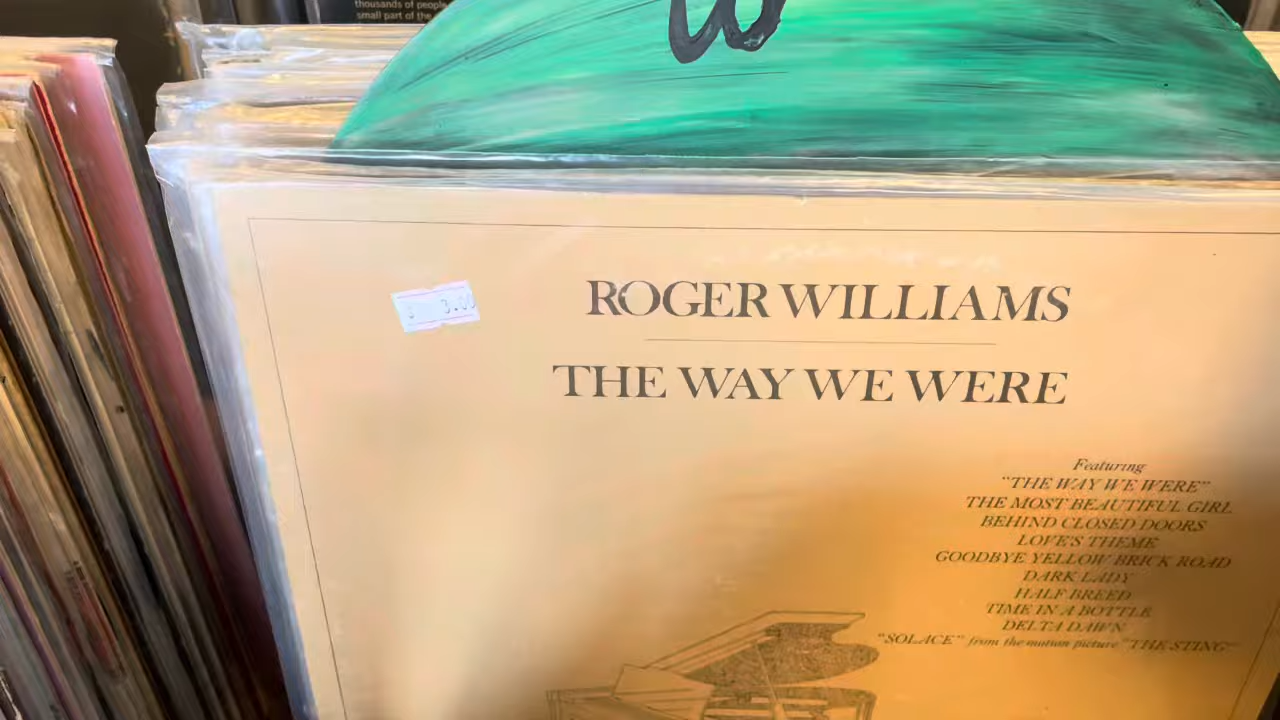 thousands of people
small part of the
W
$ 3.00
ROGER WILLIAMS
THE WAY WE WERE
Featuring
"THE WAY WE WERE"
THE MOST BEAUTIFUL GIRL
BEHIND CLOSED DOORS
LOVE'S THEME
GOODBYE YELLOW BRICK ROAD
DARK LADY
HALF BREED
TIME IN A BOTTLE
DELTA DAWN
"SOLACE" from the motion picture "THE STING"